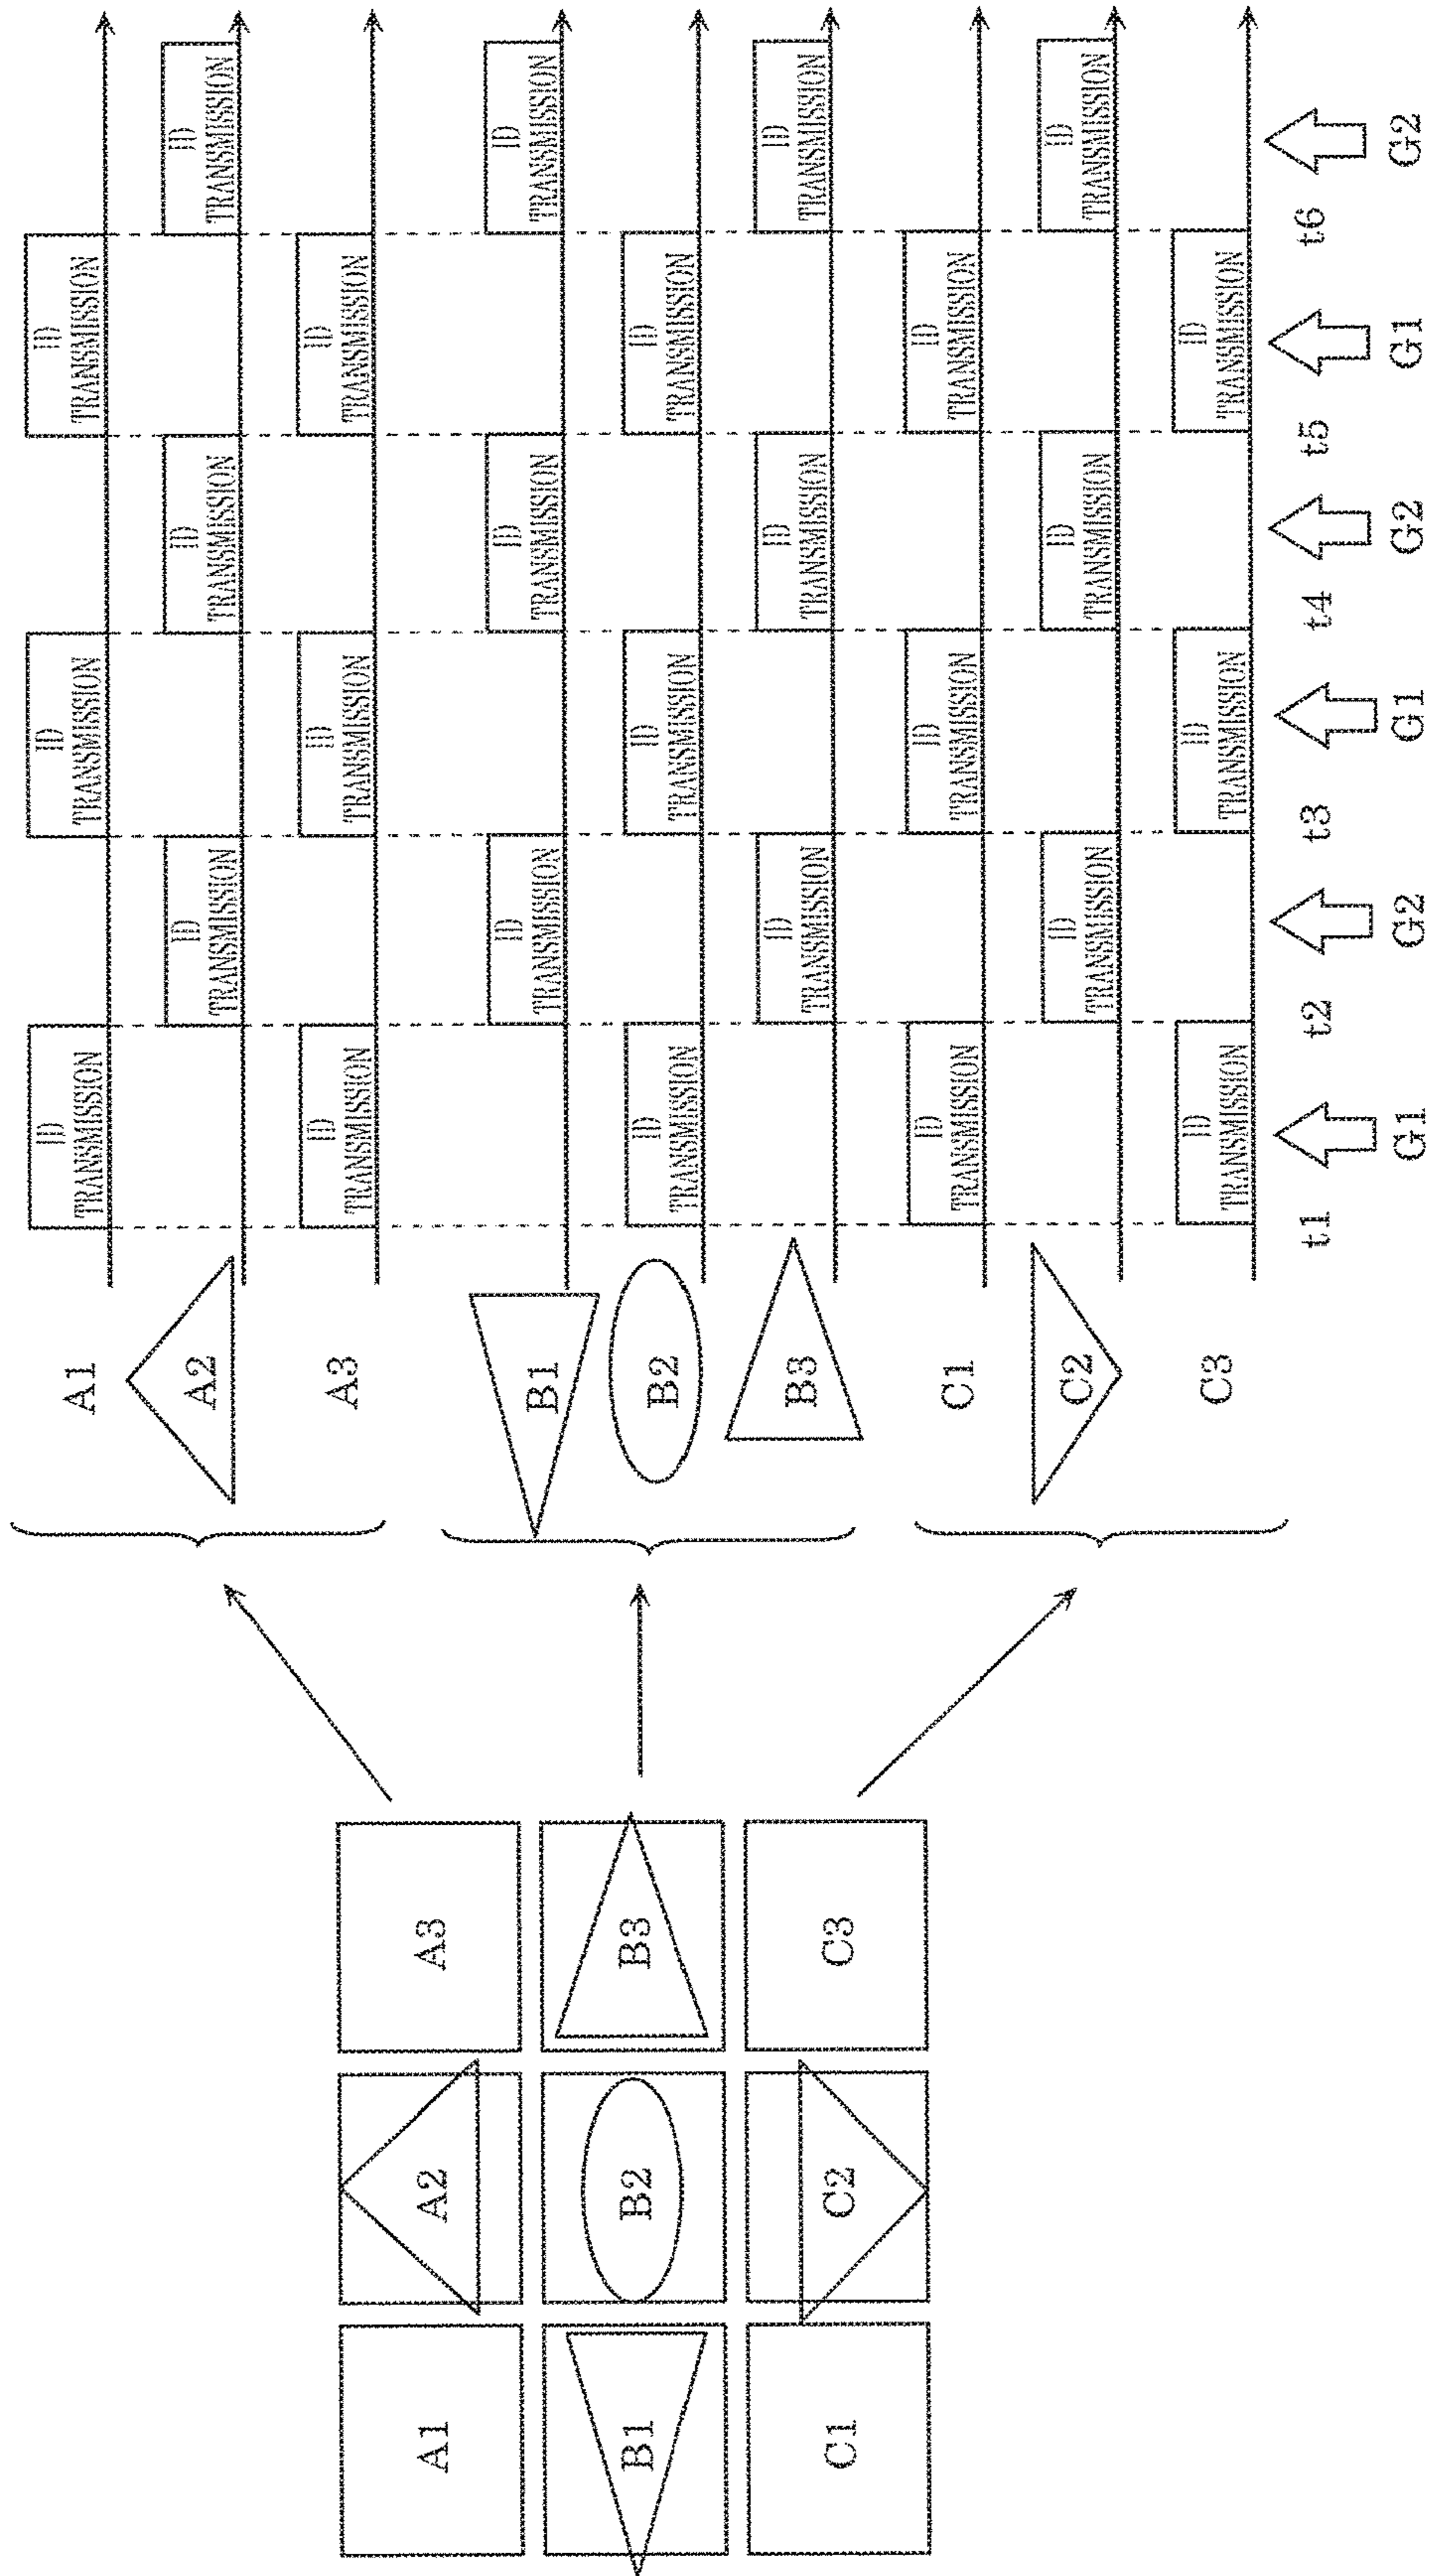 A1 A2 A3
B1 B2 B3
C1 C2 C3
A1
ID ID ID
TRANSMISSION TRANSMISSION TRANSMISSION
A2
ID ID ID
TRANSMISSION TRANSMISSION TRANSMISSION
A3
ID ID ID
TRANSMISSION TRANSMISSION TRANSMISSION
B1
ID ID ID
TRANSMISSION TRANSMISSION TRANSMISSION
B2
ID ID ID
TRANSMISSION TRANSMISSION TRANSMISSION
B3
ID ID ID
TRANSMISSION TRANSMISSION TRANSMISSION
C1
ID ID ID
TRANSMISSION TRANSMISSION TRANSMISSION
C2
ID ID ID
TRANSMISSION TRANSMISSION TRANSMISSION
C3
ID ID ID
TRANSMISSION TRANSMISSION TRANSMISSION
t1 t2 t3 t4 t5 t6
G1 G2 G1 G2 G1 G2